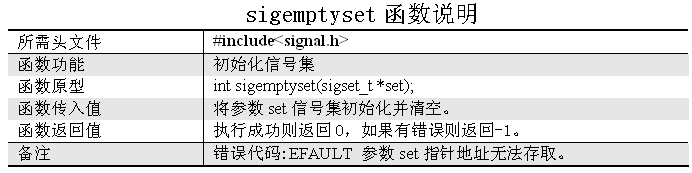 sigemptyset 函数说明
所需头文件 #include<signal.h>
函数功能 初始化信号集
函数原型 int sigemptyset(sigset_t *set);
函数传入值 将参数 set 信号集初始化并清空。
函数返回值 执行成功则返回 0，如果有错误则返回-1。
备注 错误代码:EFAULT 参数 set 指针地址无法存取。